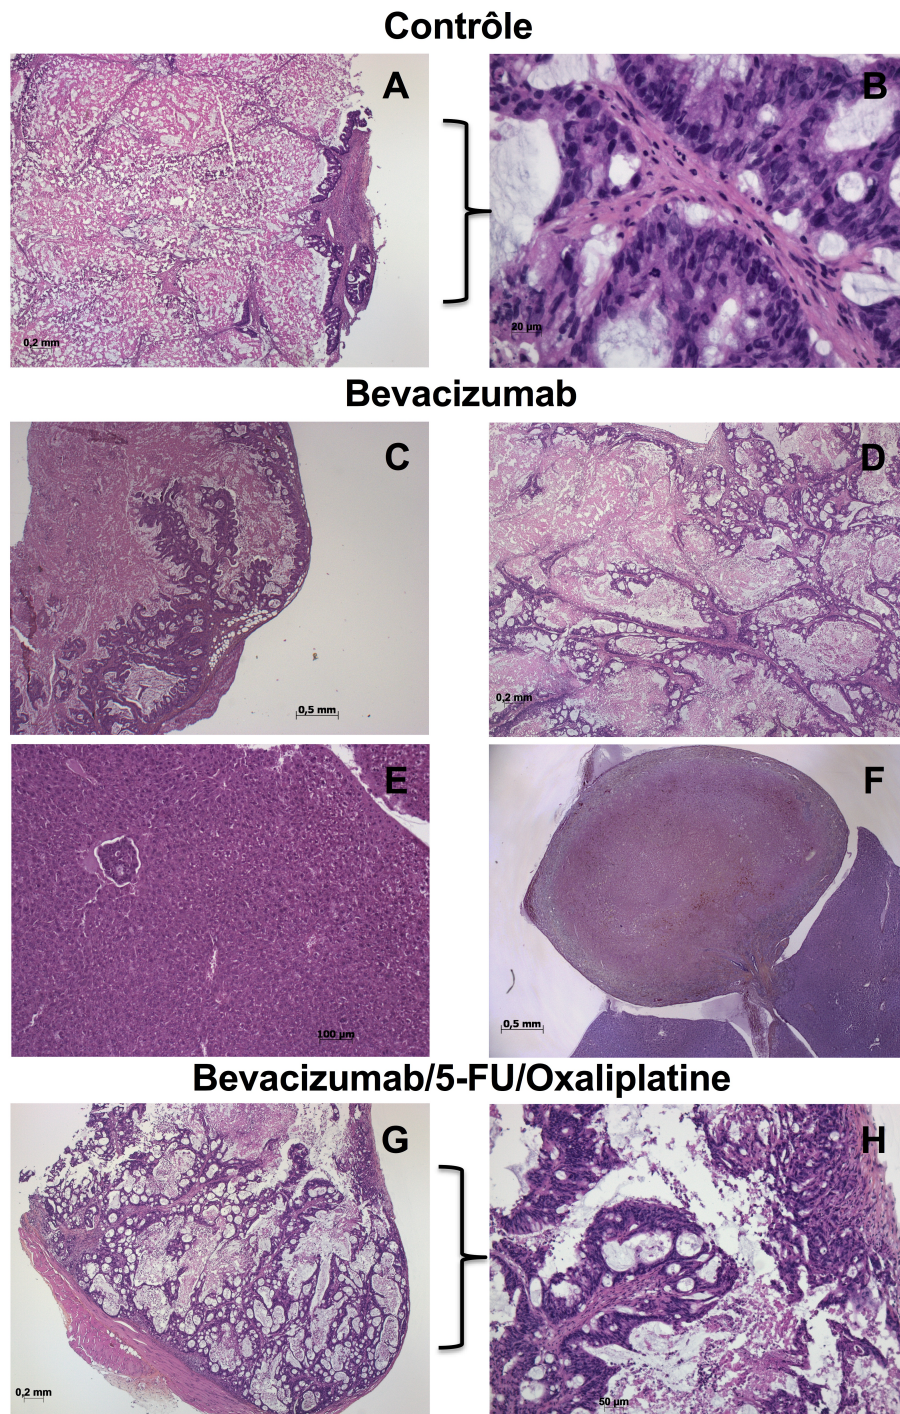 Contrôle
A
B
0,2 mm
20 µm
Bevacizumab
C
D
0,5 mm
0,2 mm
E
F
100 µm
0,5 mm
Bevacizumab/5-FU/Oxaliplatine
G
H
0,2 mm
50 µm